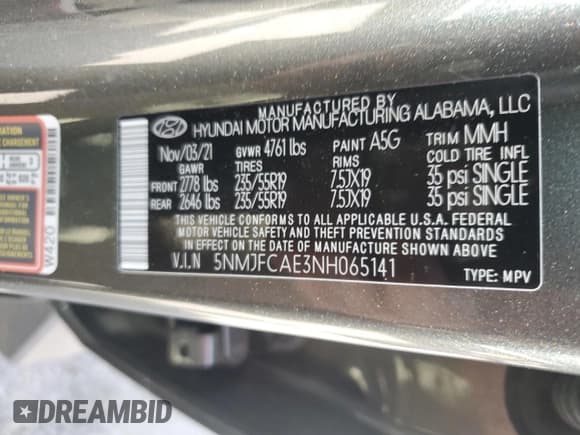 MANUFACTURED BY
HYUNDAI MOTOR MANUFACTURING ALABAMA, LLC
Nov/03/21 GVWR 4761 lbs PAINT A5G TRIM MMH
GAWR TIRES RIMS COLD TIRE INFL
FRONT 2778 lbs 235/55R19 7.5JX19 35 psi SINGLE
REAR 2646 lbs 235/55R19 7.5JX19 35 psi SINGLE
THIS VEHICLE CONFORMS TO ALL APPLICABLE U.S.A. FEDERAL
MOTOR VEHICLE SAFETY AND THEFT PREVENTION STANDARDS
IN EFFECT ON THE DATE OF MANUFACTURE SHOWN ABOVE.
V.I.N 5NMJFCAE3NH065141 TYPE: MPV
W420
DREAMBID